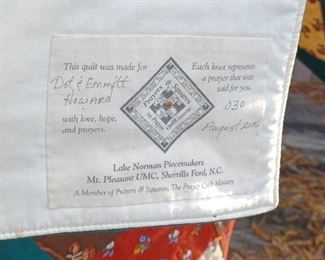 This quilt was made for
Dot & Emmitt
Howard
with love, hope,
and prayers.
Prayers & Squares
Each knot represents
a prayer that was
said for you.
030
August
Lake Norman Piecemakers
Mt. Pleasant UMC, Sherrills Ford, N.C.
A Member of Prayers & Squares, The Prayer Quilt Ministry